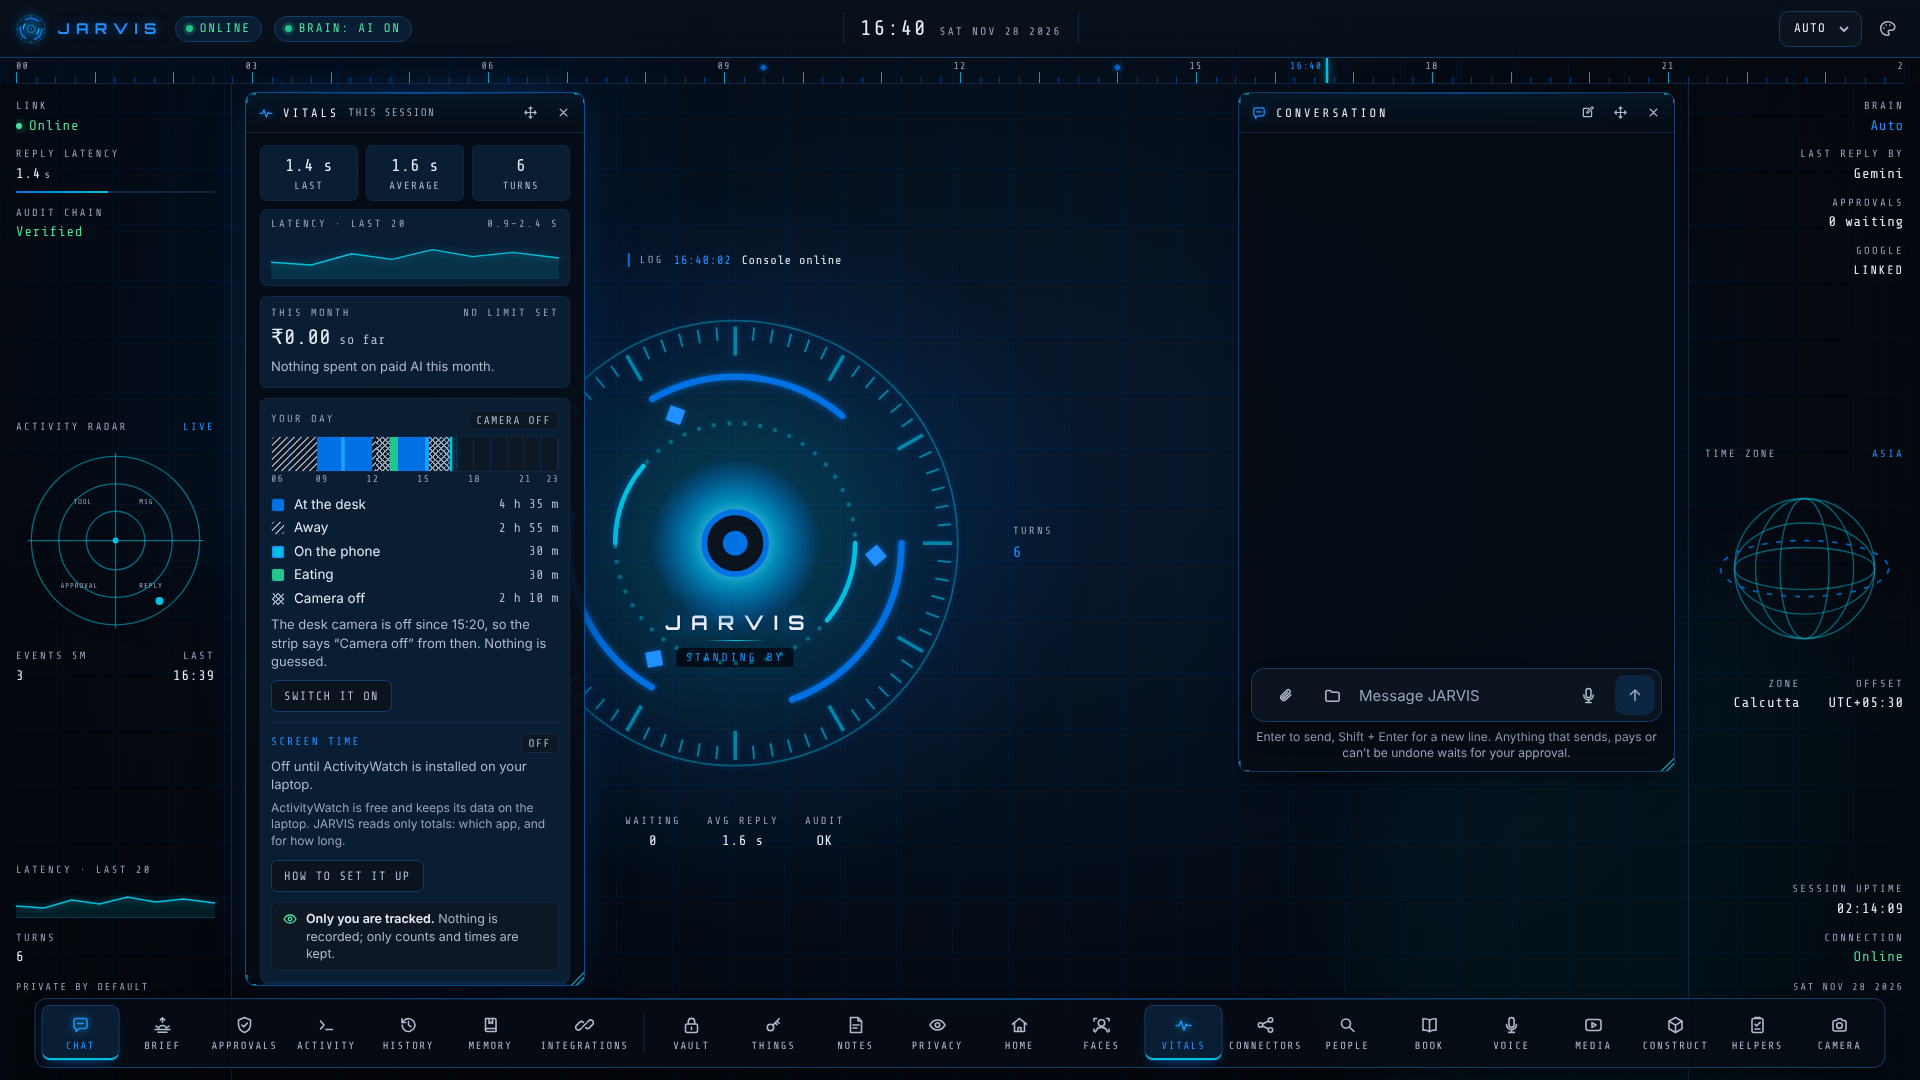 JARVIS
ONLINE
BRAIN: AI ON
16:40 SAT NOV 28 2026
AUTO
00 03 06 09 12 15 16:40 18 21 2
LINK
Online
REPLY LATENCY
1.4 s
AUDIT CHAIN
Verified
ACTIVITY RADAR LIVE
TOOL MSG
APPROVAL REPLY
EVENTS 5M LAST
3 16:39
LATENCY · LAST 20
TURNS
6
PRIVATE BY DEFAULT
VITALS THIS SESSION
1.4 s 1.6 s 6
LAST AVERAGE TURNS
LATENCY · LAST 20 0.9–2.4 S
THIS MONTH NO LIMIT SET
₹0.00 so far
Nothing spent on paid AI this month.
YOUR DAY CAMERA OFF
06 09 12 15 18 21 23
At the desk 4 h 35 m
Away 2 h 55 m
On the phone 30 m
Eating 30 m
Camera off 2 h 10 m
The desk camera is off since 15:20, so the
strip says “Camera off” from then. Nothing is
guessed.
SWITCH IT ON
SCREEN TIME OFF
Off until ActivityWatch is installed on your
laptop.
ActivityWatch is free and keeps its data on the
laptop. JARVIS reads only totals: which app, and
for how long.
HOW TO SET IT UP
Only you are tracked. Nothing is
recorded; only counts and times are
kept.
LOG 16:40:02 Console online
JARVIS
STANDING BY
TURNS
6
WAITING AVG REPLY AUDIT
0 1.6 s OK
CONVERSATION
Message JARVIS
Enter to send, Shift + Enter for a new line. Anything that sends, pays or
can’t be undone waits for your approval.
BRAIN
Auto
LAST REPLY BY
Gemini
APPROVALS
0 waiting
GOOGLE
LINKED
TIME ZONE ASIA
ZONE OFFSET
Calcutta UTC+05:30
SESSION UPTIME
02:14:09
CONNECTION
Online
SAT NOV 28 2026
CHAT BRIEF APPROVALS ACTIVITY HISTORY MEMORY INTEGRATIONS VAULT THINGS NOTES PRIVACY HOME FACES VITALS CONNECTORS PEOPLE BOOK VOICE MEDIA CONSTRUCT HELPERS CAMERA